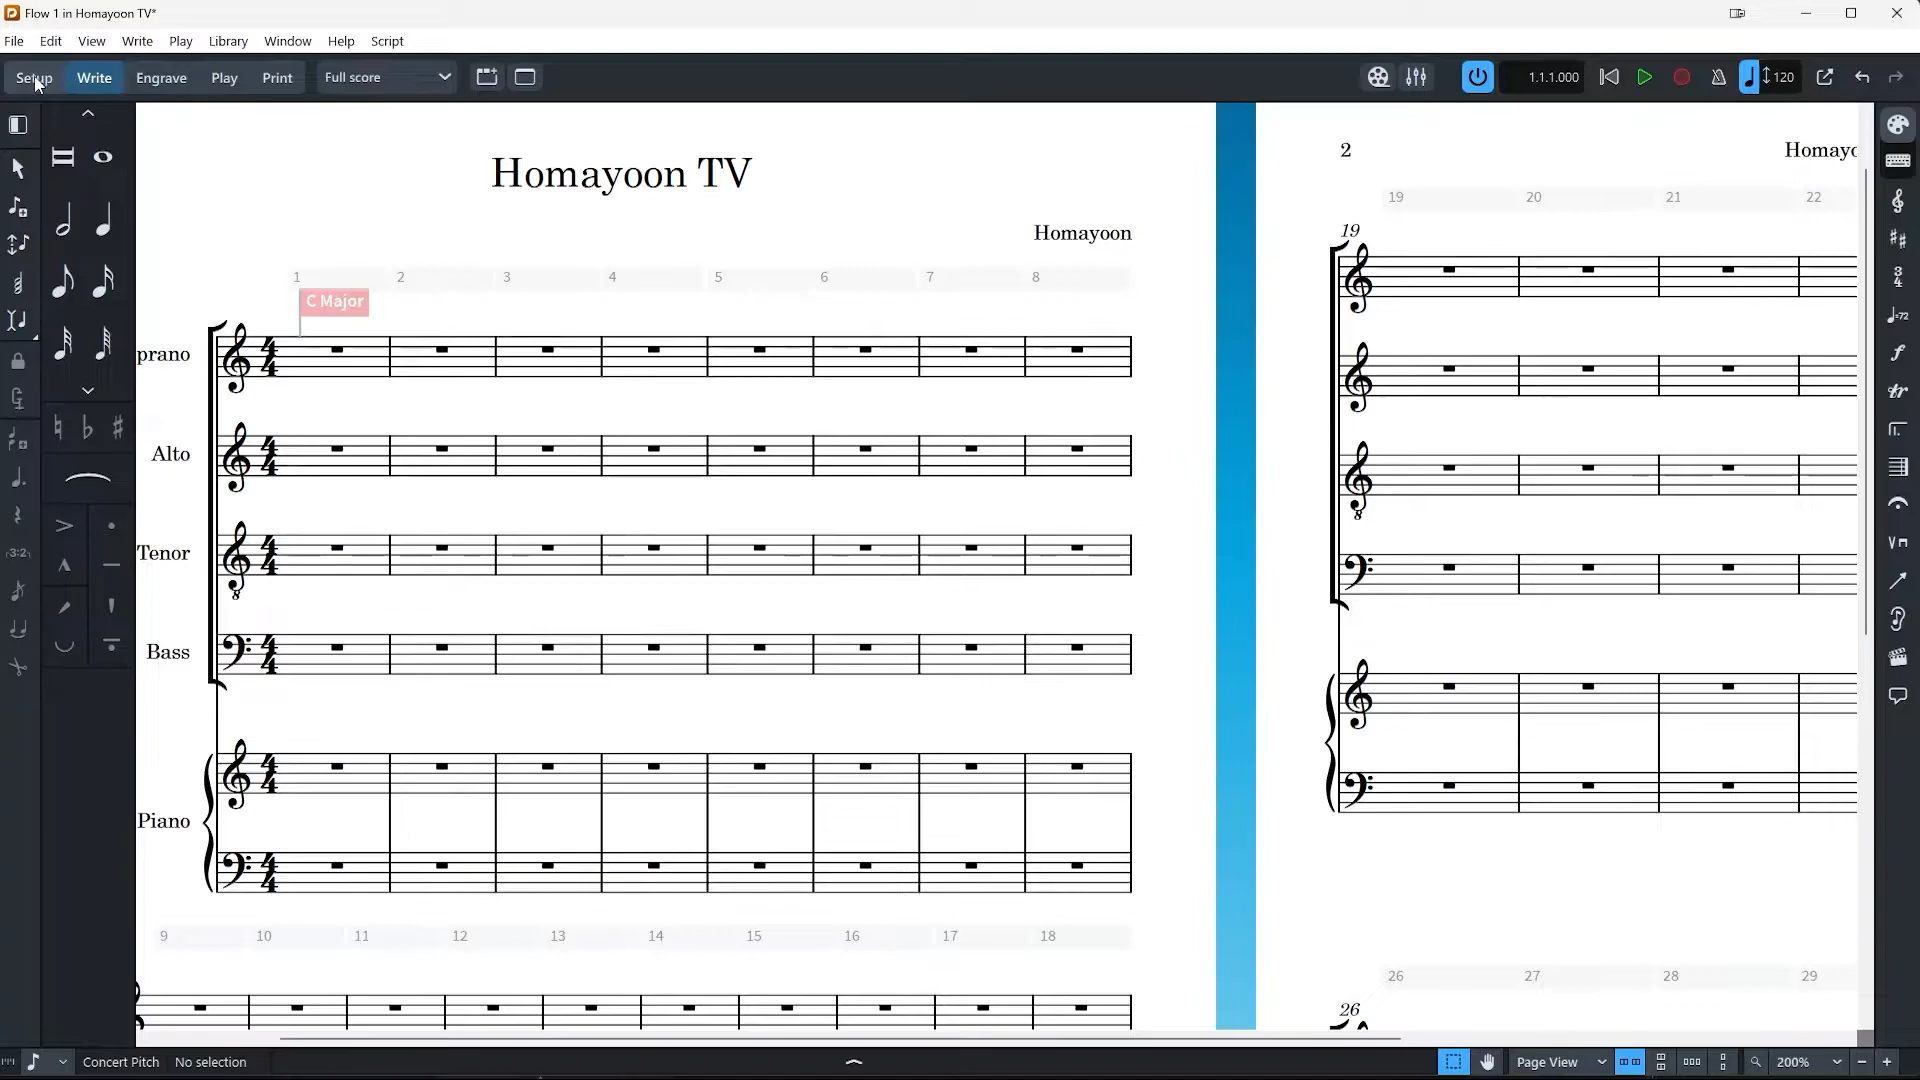 Flow 1 in Homayoon TV*
File Edit View Write Play Library Window Help Script
Setup Write Engrave Play Print Full score 1.1.1.000 120
Homayoon TV
Homayoon
1 2 3 4 5 6 7 8
C Major
prano
Alto
Tenor
Bass
Piano
9 10 11 12 13 14 15 16 17 18
2 Homayo
19 20 21 22
19
26 27 28 29
26
3:2
=72
Concert Pitch No selection Page View 200%